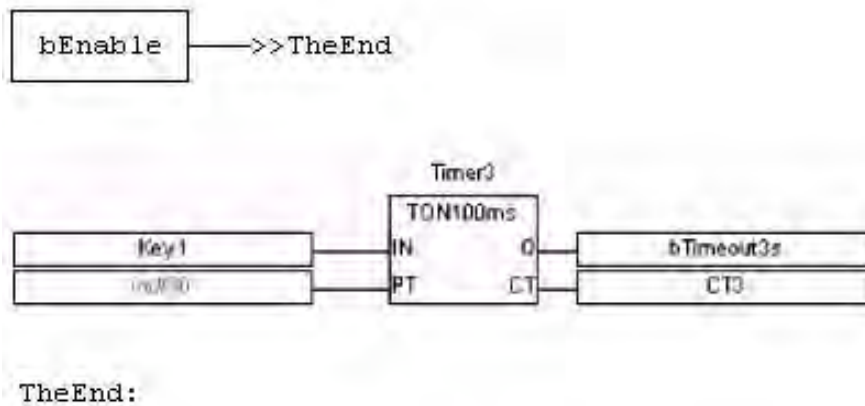 bEnable >>TheEnd
Timer3
TON100ms
Key1 IN Q bTimeout3s
PT CT CT3
TheEnd: